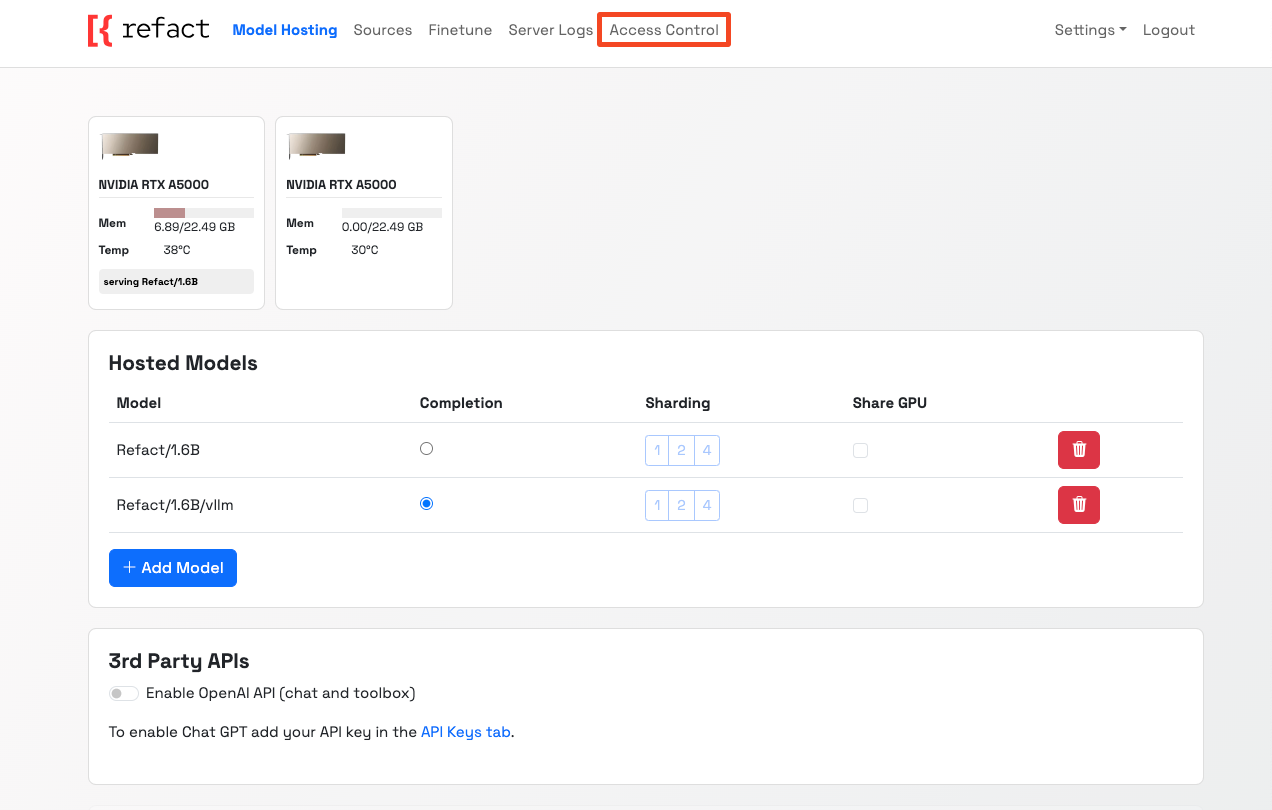 refact Model Hosting Sources Finetune Server Logs Access Control Settings Logout
NVIDIA RTX A5000
Mem 6.89/22.49 GB
Temp 38°C
serving Refact/1.6B
NVIDIA RTX A5000
Mem 0.00/22.49 GB
Temp 30°C
Hosted Models
Model Completion Sharding Share GPU
Refact/1.6B 1 2 4
Refact/1.6B/vllm 1 2 4
+ Add Model
3rd Party APIs
Enable OpenAI API (chat and toolbox)
To enable Chat GPT add your API key in the API Keys tab.